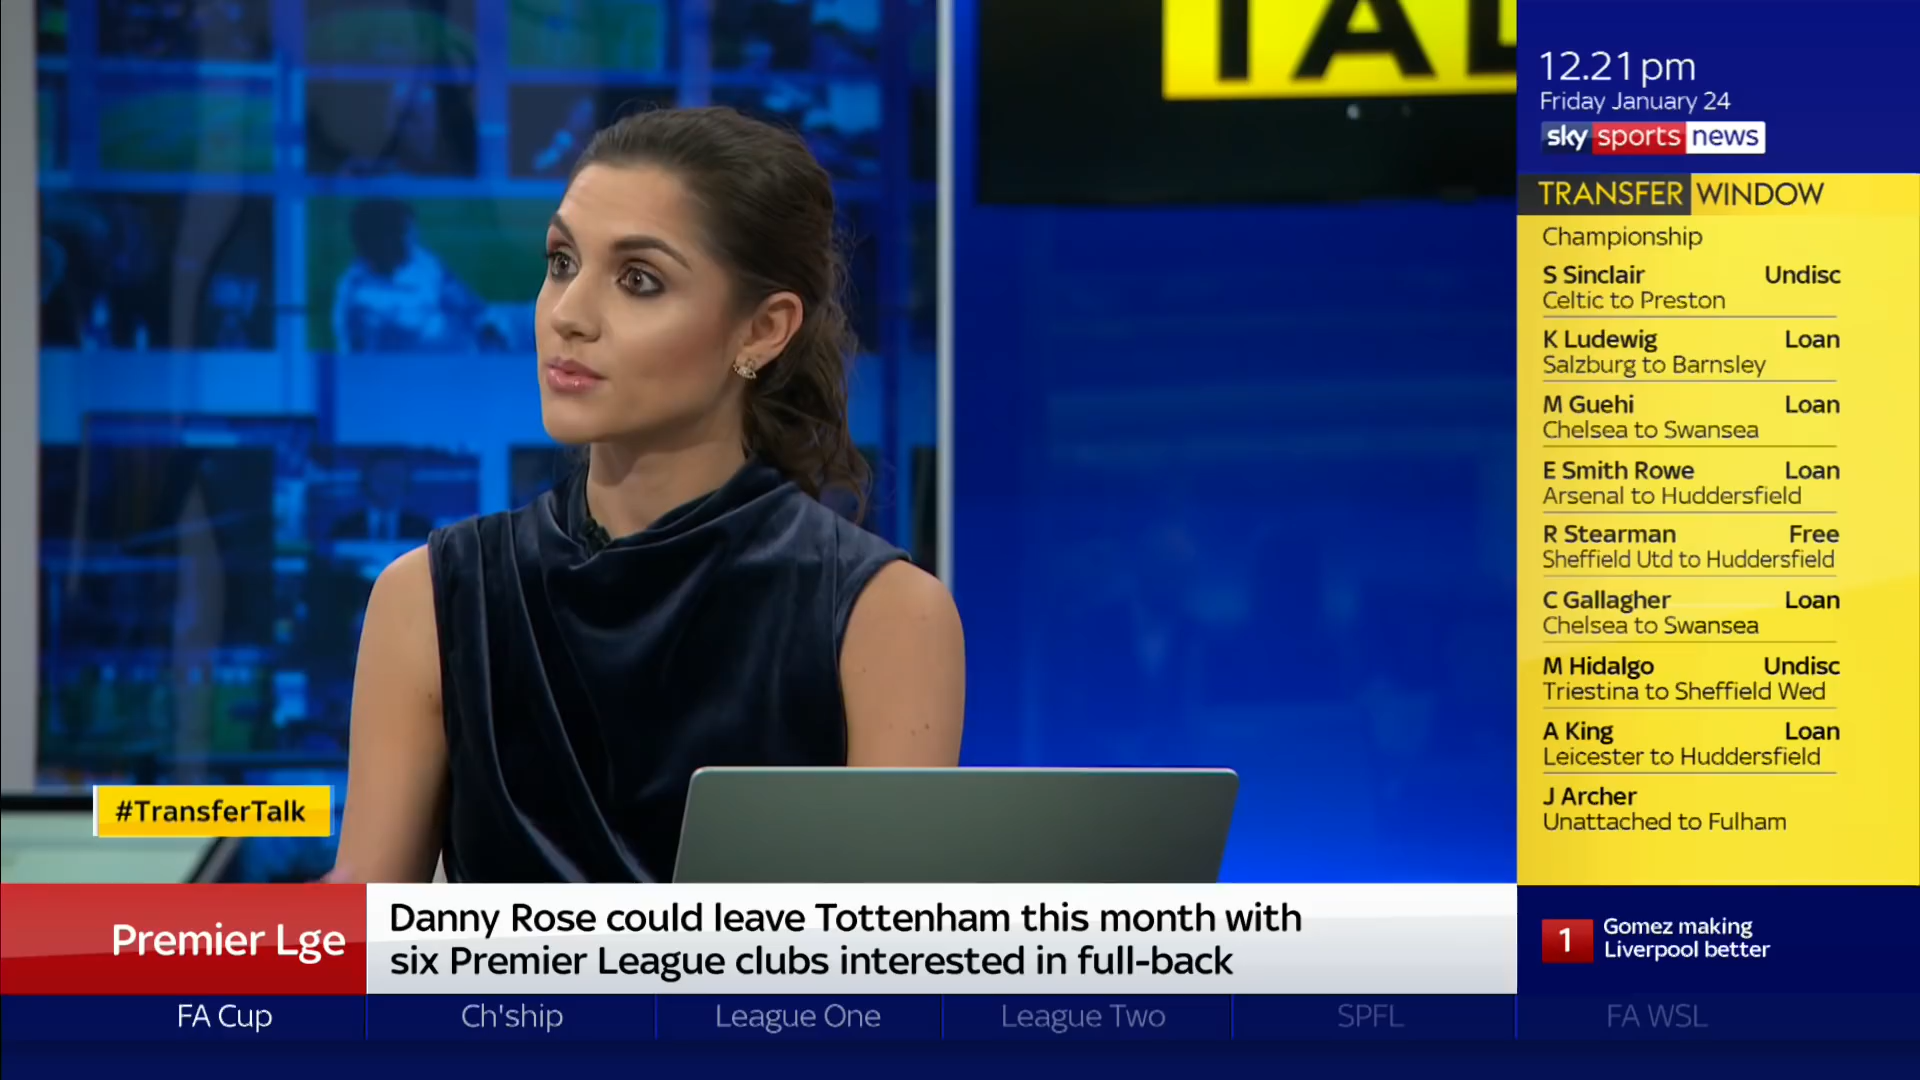 TAL
12.21pm
Friday January 24
sky sports news
TRANSFER WINDOW
Championship
S Sinclair Undisc
Celtic to Preston
K Ludewig Loan
Salzburg to Barnsley
M Guehi Loan
Chelsea to Swansea
E Smith Rowe Loan
Arsenal to Huddersfield
R Stearman Free
Sheffield Utd to Huddersfield
C Gallagher Loan
Chelsea to Swansea
M Hidalgo Undisc
Triestina to Sheffield Wed
A King Loan
Leicester to Huddersfield
J Archer
Unattached to Fulham
#TransferTalk
Premier Lge
Danny Rose could leave Tottenham this month with
six Premier League clubs interested in full-back
1 Gomez making
Liverpool better
FA Cup Ch'ship League One League Two SPFL FA WSL